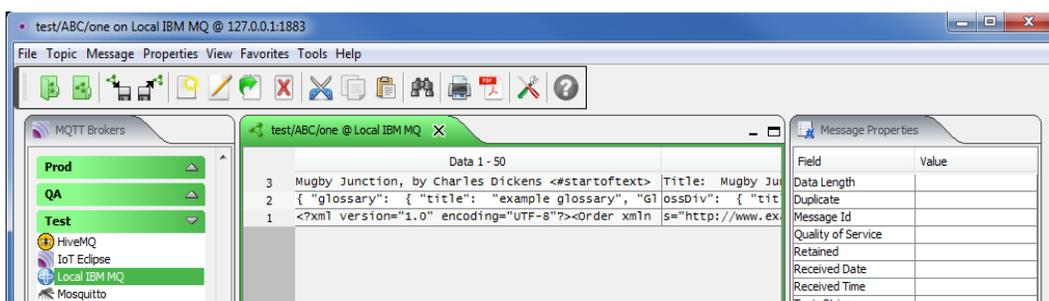 test/ABC/one on Local IBM MQ @ 127.0.0.1:1883
File Topic Message Properties View Favorites Tools Help
PDF
MQTT Brokers
Prod
QA
Test
HiveMQ
IoT Eclipse
Local IBM MQ
Mosquitto
test/ABC/one @ Local IBM MQ
Data 1 - 50
3 Mugby Junction, by Charles Dickens <#startoftext> Title: Mugby Jun
2 { "glossary": { "title": "example glossary", "Gl ossDiv": { "titl
1 <?xml version="1.0" encoding="UTF-8"?><Order xmln s="http://www.exa
Message Properties
Field Value
Data Length
Duplicate
Message Id
Quality of Service
Retained
Received Date
Received Time